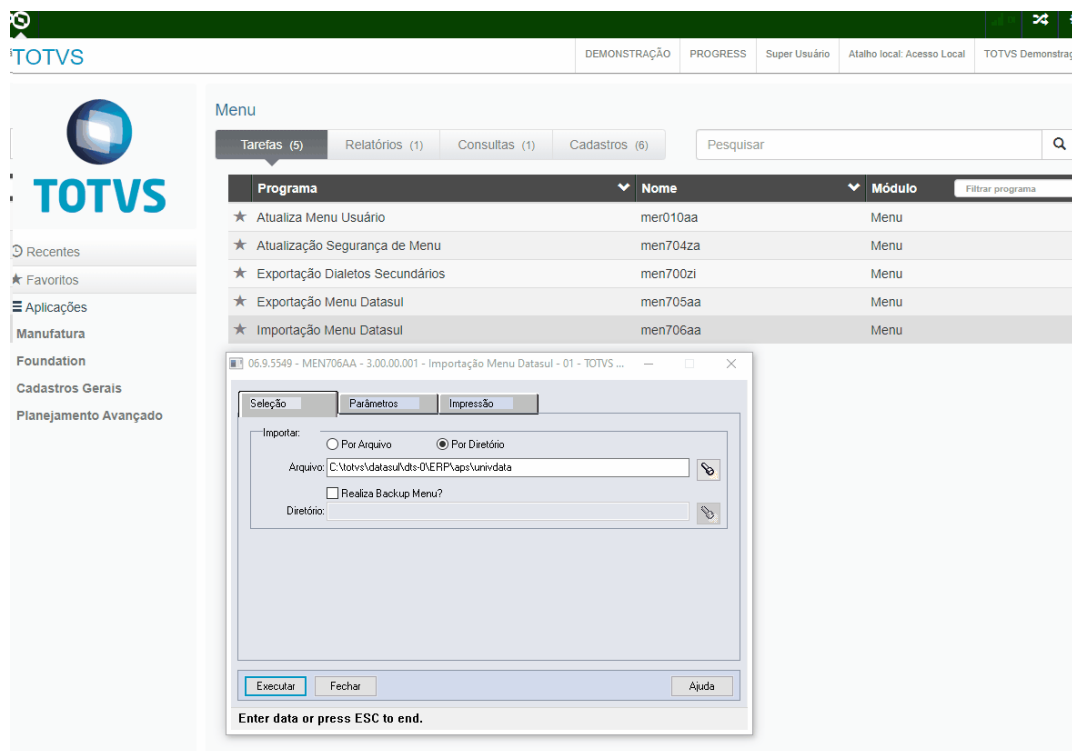 TOTVS
DEMONSTRAÇÃO PROGRESS Super Usuário Atalho local: Acesso Local TOTVS
Menu
Tarefas (5) Relatórios (1) Consultas (1) Cadastros (6) Pesquisar
TOTVS
Programa Nome Módulo Filtrar programa
Atualiza Menu Usuário mer010aa Menu
Atualização Segurança de Menu men704za Menu
Exportação Dialetos Secundários men700zi Menu
Exportação Menu Datasul men705aa Menu
Importação Menu Datasul men706aa Menu
Recentes
Favoritos
Aplicações
Manufatura
Foundation
Cadastros Gerais
Planejamento Avançado
06.9.5549 - MEN706AA - 3.00.00.001 - Importação Menu Datasul - 01 - TOTVS ...
Seleção Parâmetros Impressão
Importar:
Por Arquivo Por Diretório
Arquivo: C:\totvs\datasul\dts-0\ERP\aps\univdata
Realiza Backup Menu?
Diretório:
Executar Fechar Ajuda
Enter data or press ESC to end.